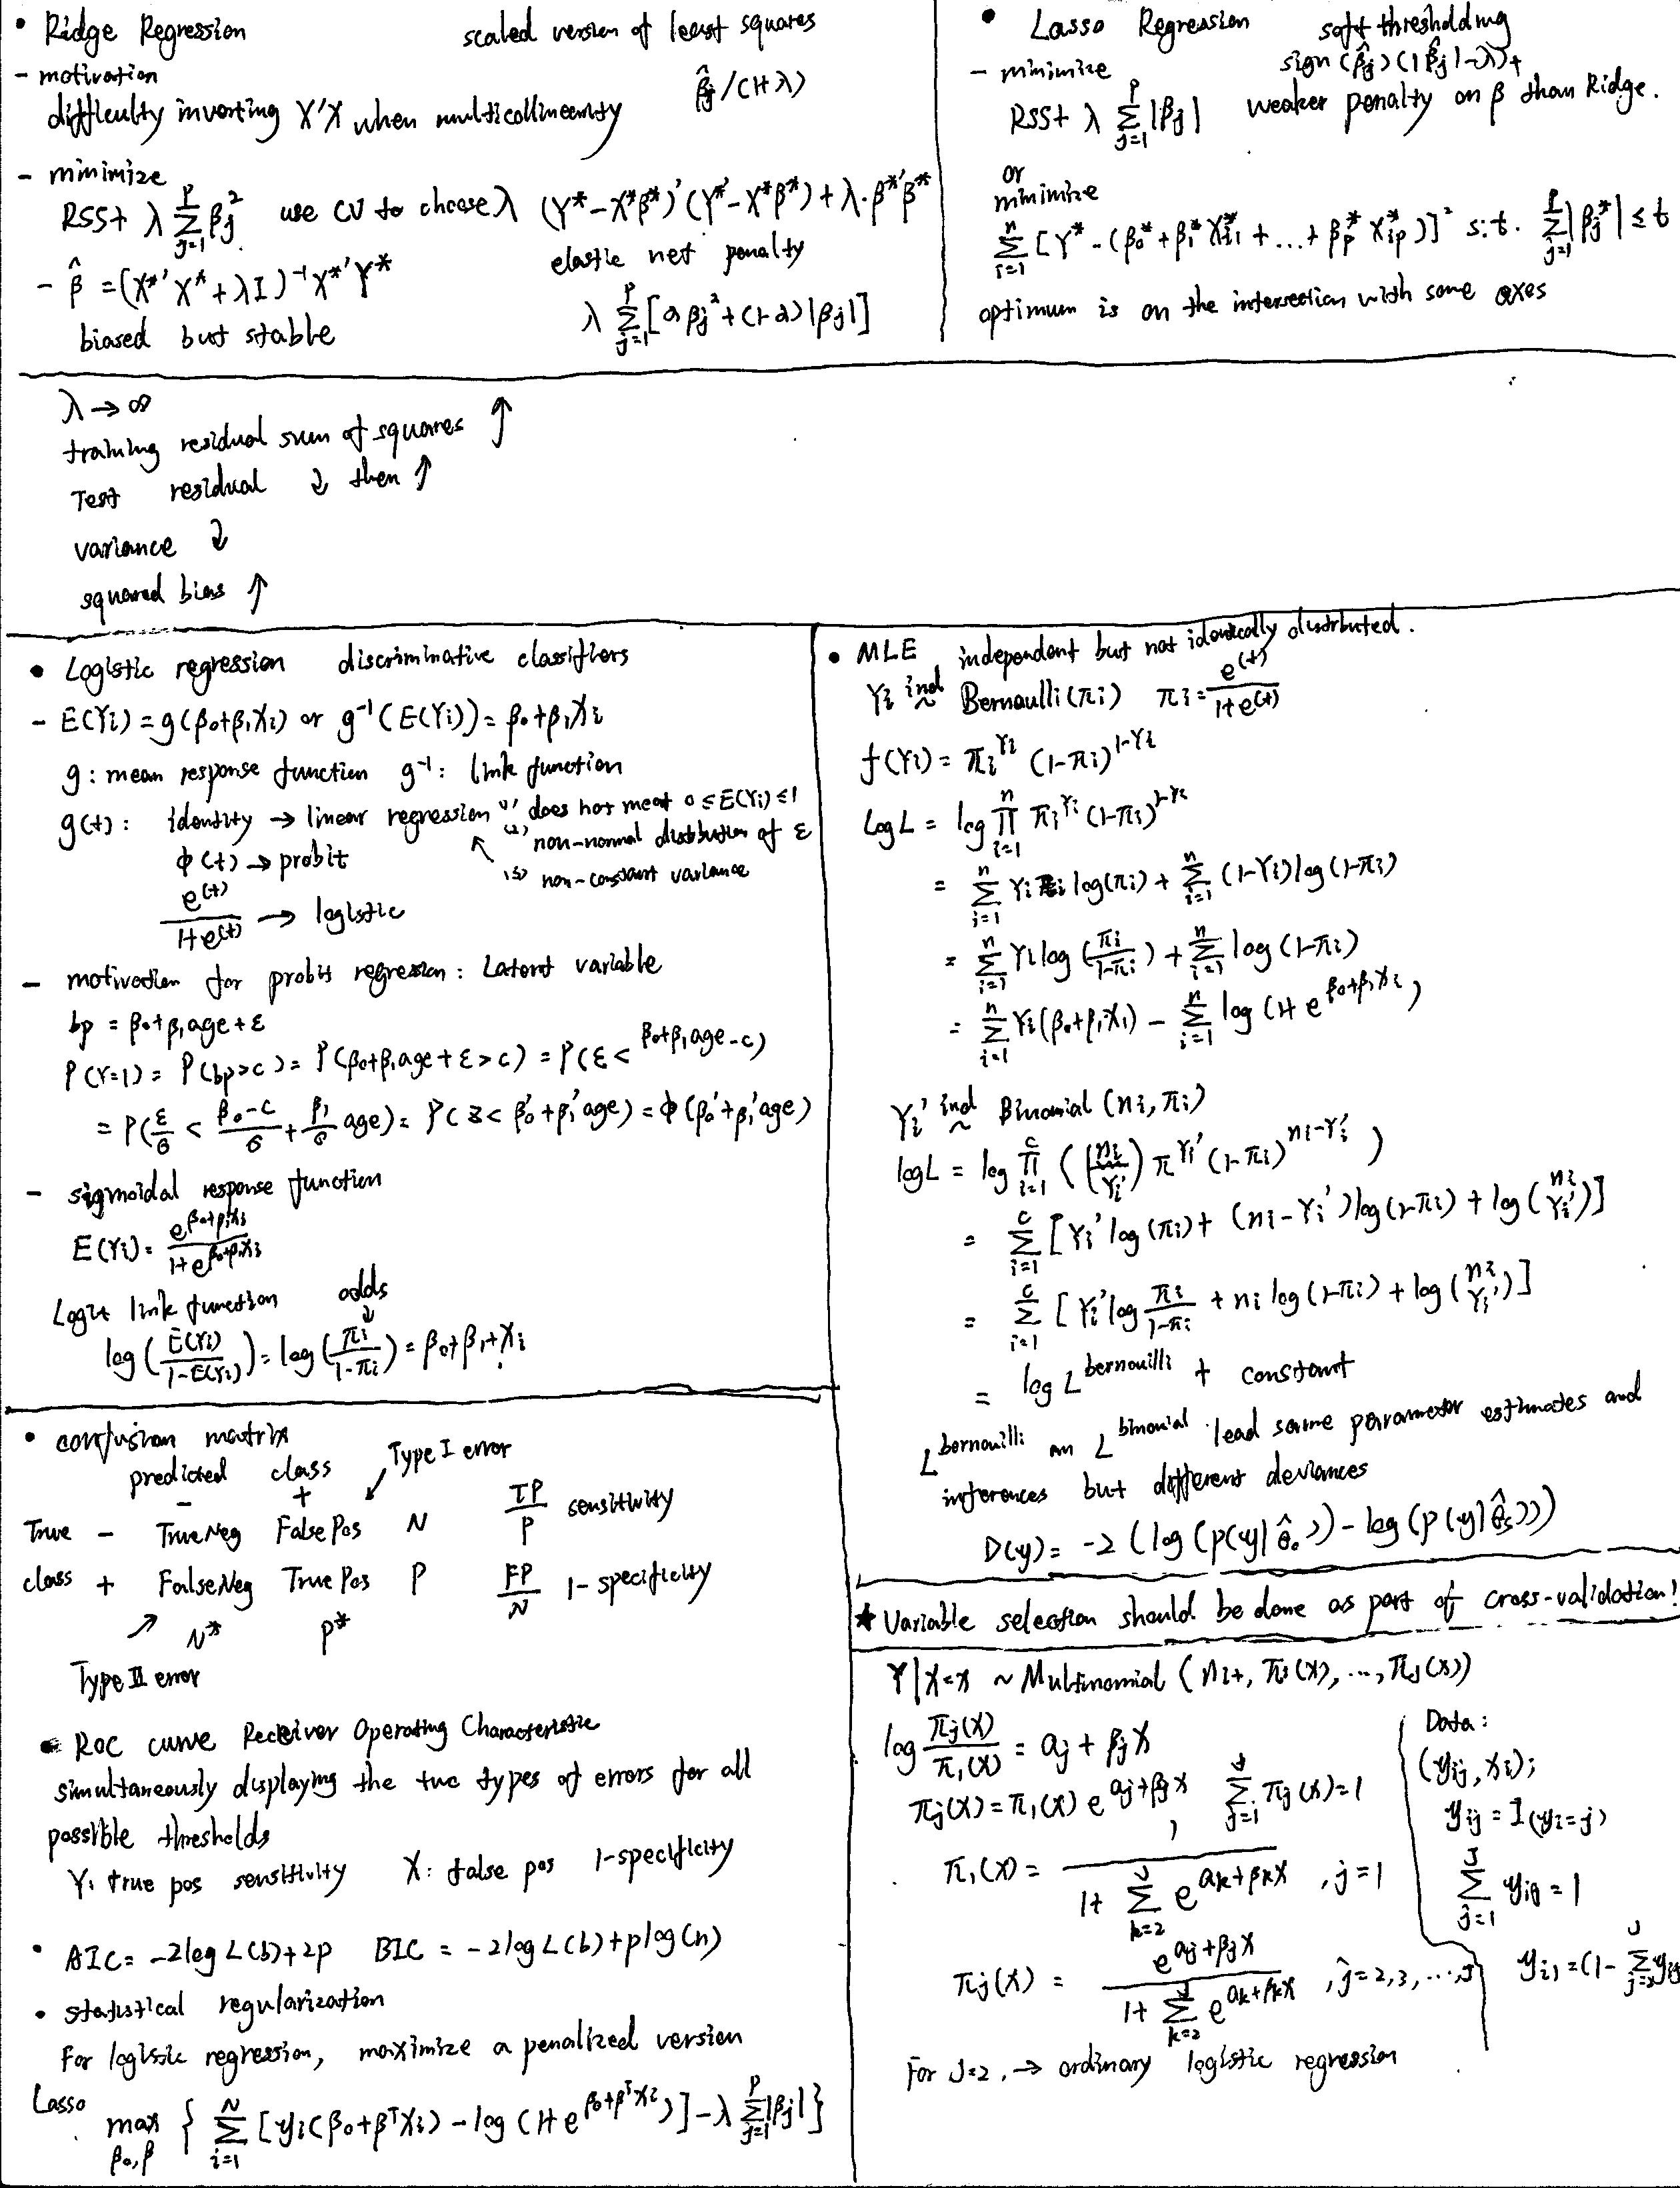 • Ridge Regression    scaled version of least squares
- motivation    β̂j/(1+λ)
difficulty inverting X'X when multicollinearity
- minimize
RSS+ λ Σ_{j=1}^{p} βj²  use CV to choose λ  (Y*-X*β*)'(Y*-X*β*) + λ·β*'β*
elastic net penalty
- β̂ = (X*'X* + λI)⁻¹X*'Y*
λ Σ_{j=1}^{p} [αβj² + (1-α)|βj|]
biased but stable
• Lasso Regression    soft thresholding
- minimize    sign(β̂j)(|β̂j|-λ)+
RSS+ λ Σ_{j=1}^{p} |βj|  weaker penalty on β than Ridge.
or
minimize
Σ_{i=1}^{n} [Y* - (β0* + β1*Xi1* + ... + βp*Xip*)]² s.t. Σ_{j=1}^{p} |βj*| ≤ t
optimum is on the intersection with some axes
λ → ∞
training residual sum of squares ↑
Test residual ↓ then ↑
variance ↓
squared bias ↑
• Logistic regression    discriminative classifiers
- E(Yi) = g(β0+β1Xi) or g⁻¹(E(Yi)) = β0+β1Xi
g: mean response function  g⁻¹: link function
g(t):  identity → linear regression  (1) does not meat 0 ≤ E(Yi) ≤ 1
(2) non-normal distribution of ε
Φ(t) → probit
(3) non-constant variance
e^(t)/(1+e^(t)) → logistic
- motivation for probit regression: Latent variable
bp = β0+β1age+ε
P(Y=1) = P(bp>c) = P(β0+β1age+ε>c) = P(ε< β0+β1age-c)
= P(ε/σ < (β0-c)/σ + β1/σ age) = P(z < β0'+β1'age) = Φ(β0'+β1'age)
- sigmoidal response function
E(Yi) = e^(β0+β1Xi)/(1+e^(β0+β1Xi))
Logit link function    odds
↓
log(E(Yi)/(1-E(Yi))) = log(πi/(1-πi)) = β0+β1+Xi
• MLE  independent but not identically distributed.
Yi ind ~ Bernoulli(πi)  πi = e^(t)/(1+e^(t))
f(Yi) = πi^Yi (1-πi)^(1-Yi)
log L = log Π_{i=1}^{n} πi^Yi (1-πi)^(1-Yi)
= Σ_{i=1}^{n} Yi log(πi) + Σ_{i=1}^{n} (1-Yi) log(1-πi)
= Σ_{i=1}^{n} Yi log(πi/(1-πi)) + Σ_{i=1}^{n} log(1-πi)
= Σ_{i=1}^{n} Yi(β0+β1Xi) - Σ_{i=1}^{n} log(1+e^(β0+β1Xi))
Yi' ind ~ Binomial (ni, πi)
log L = log Π_{i=1}^{c} ((ni Yi') π^Yi' (1-πi)^(ni-Yi'))
= Σ_{i=1}^{c} [Yi' log(πi) + (ni-Yi') log(1-πi) + log(ni Yi')]
= Σ_{i=1}^{c} [Yi' log πi/(1-πi) + ni log(1-πi) + log(ni Yi')]
= log L^bernouilli + constant
L^bernouilli an L^binomial lead same parameter estimates and
inferences but different deviances
D(y) = -2 (log(p(y|θ̂0)) - log(p(y|θ̂s)))
• confusion matrix
predicted class    Type I error
-    +
True - TrueNeg FalsePos N    TP/P sensitivity
class + FalseNeg TruePos P    FP/N 1-specificity
N*    P*
Type II error
• ROC curve Receiver Operating Characteristic
simultaneously displaying the two types of errors for all
possible thresholds
Y: true pos sensitivity    X: false pos 1-specificity
• AIC = -2log L(b)+2p    BIC = -2log L(b)+p log(n)
• statistical regularization
For logistic regression, maximize a penalized version
Lasso
max_{β0,β} { Σ_{i=1}^{N} [yi(β0+βᵀXi) - log(1+e^(β0+βᵀXi))] - λ Σ_{j=1}^{p} |βj| }
★ Variable selection should be done as part of cross-validation!
Y|X=x ~ Multinomial (ni+, π1(x), ..., πJ(x))
log πj(x)/π1(x) = αj + βjX
πj(x) = π1(x) e^(αj+βjx)    Σ_{j=1}^{J} πj(x) = 1
π1(x) = 1/(1+ Σ_{k=2}^{J} e^(αk+βkX)) , j=1
πj(x) = e^(αj+βjX)/(1+ Σ_{k=2}^{J} e^(αk+βkX)) , j=2,3,...,J
For J=2, → ordinary logistic regression
Data:
(yij, xi);
yij = I(yi=j)
Σ_{j=1}^{J} yij = 1
yi1 = (1- Σ_{j=2}^{J} yij